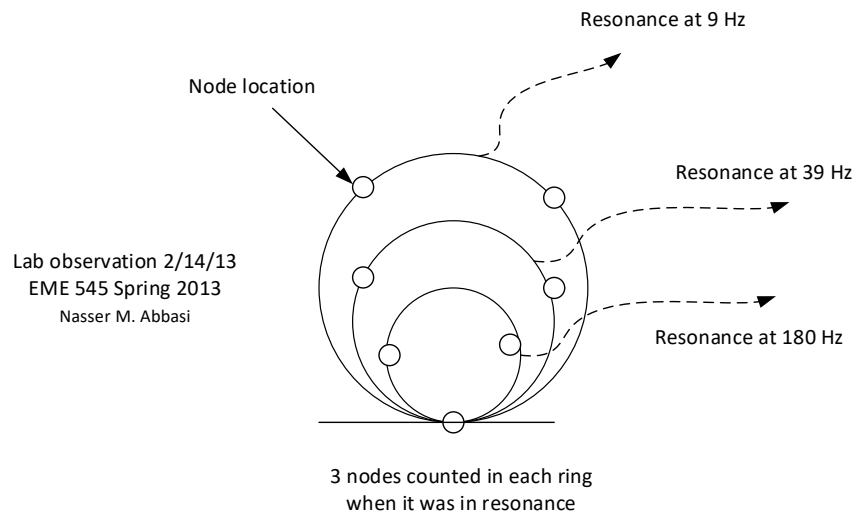 Resonance at 9 Hz
Node location
Resonance at 39 Hz
Lab observation 2/14/13
EME 545 Spring 2013
Nasser M. Abbasi
Resonance at 180 Hz
3 nodes counted in each ring
when it was in resonance